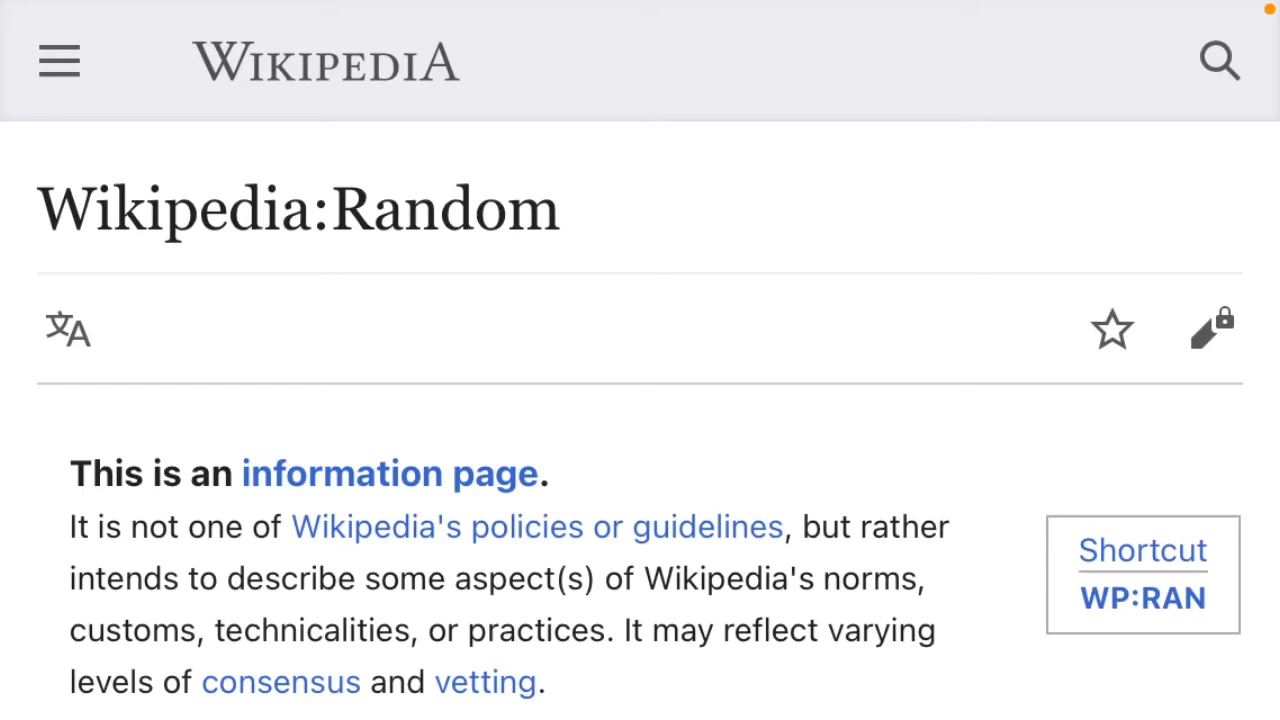 WIKIPEDIA
Wikipedia:Random
文A
This is an information page.
It is not one of Wikipedia's policies or guidelines, but rather
intends to describe some aspect(s) of Wikipedia's norms,
customs, technicalities, or practices. It may reflect varying
levels of consensus and vetting.
Shortcut
WP:RAN